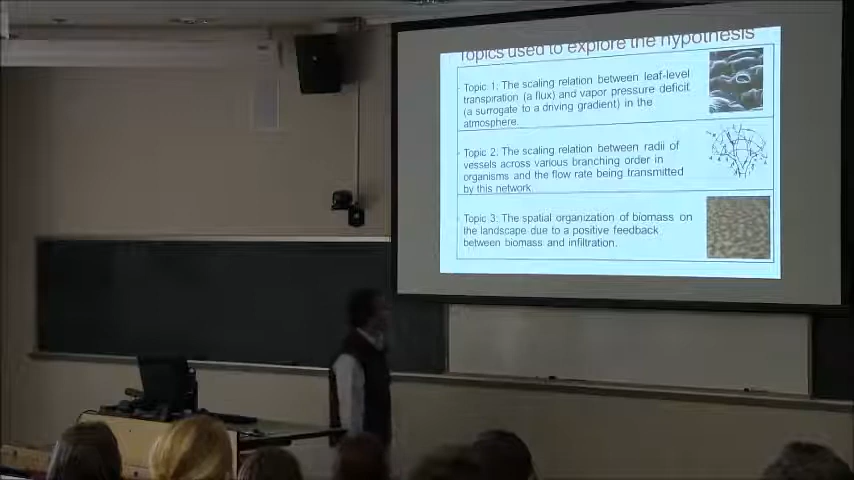 Topics used to explore the hypothesis
Topic 1: The scaling relation between leaf-level
transpiration (a flux) and vapor pressure deficit
(a surrogate to a driving gradient) in the
atmosphere.
Topic 2: The scaling relation between radii of
vessels across various branching order in
organisms and the flow rate being transmitted
by this network.
Topic 3: The spatial organization of biomass on
the landscape due to a positive feedback
between biomass and infiltration.